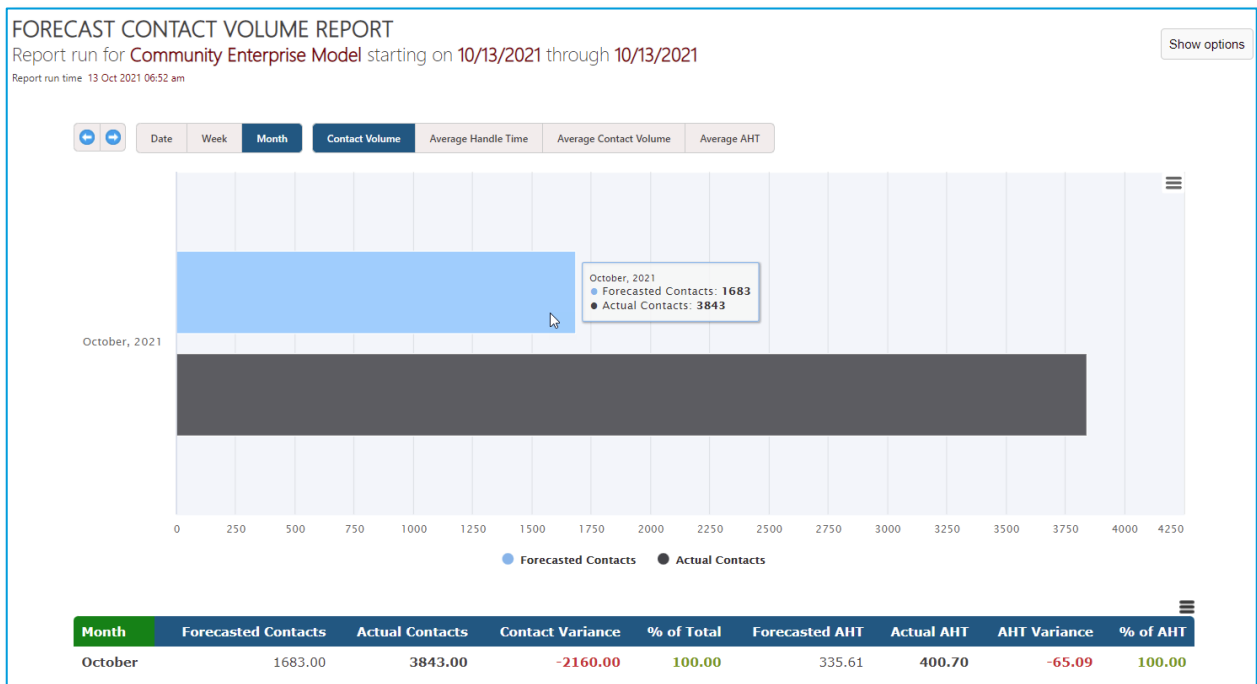 FORECAST CONTACT VOLUME REPORT
Report run for Community Enterprise Model starting on 10/13/2021 through 10/13/2021
Show options
Report run time 13 Oct 2021 06:52 am
Date Week Month Contact Volume Average Handle Time Average Contact Volume Average AHT
October, 2021
Forecasted Contacts: 1683
Actual Contacts: 3843
October, 2021
0 250 500 750 1000 1250 1500 1750 2000 2250 2500 2750 3000 3250 3500 3750 4000 4250
Forecasted Contacts Actual Contacts
Month Forecasted Contacts Actual Contacts Contact Variance % of Total Forecasted AHT Actual AHT AHT Variance % of AHT
October 1683.00 3843.00 -2160.00 100.00 335.61 400.70 -65.09 100.00